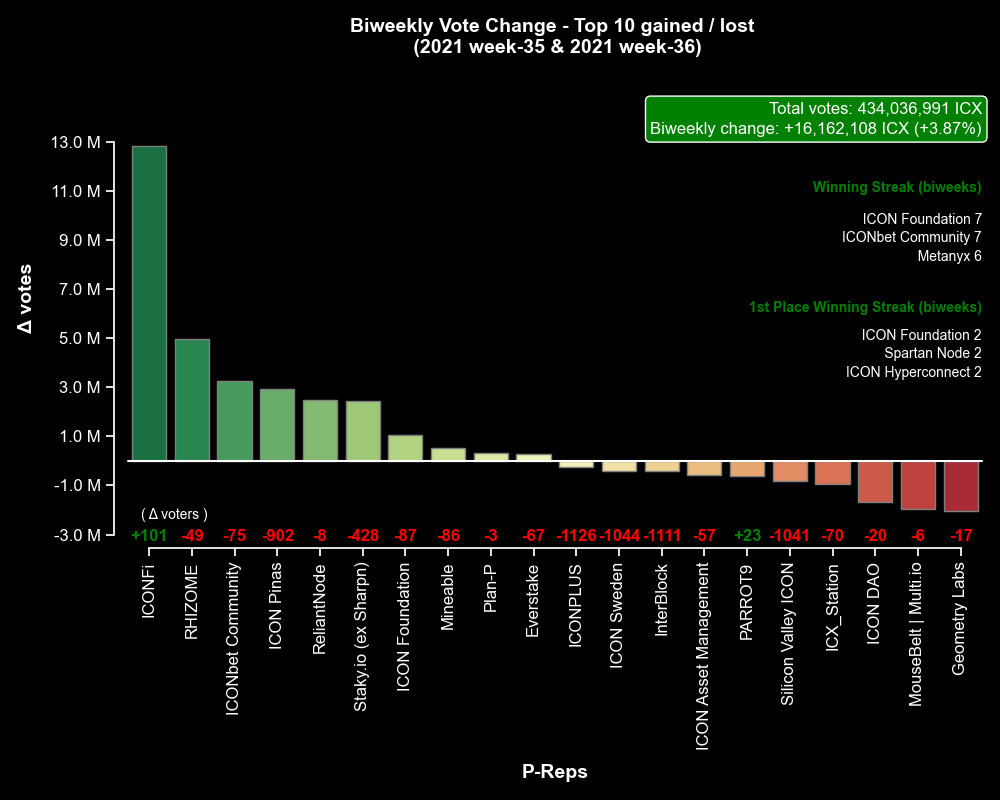 Biweekly Vote Change - Top 10 gained / lost
(2021 week-35 & 2021 week-36)
Total votes: 434,036,991 ICX
Biweekly change: +16,162,108 ICX (+3.87%)
Winning Streak (biweeks)
ICON Foundation 7
ICONbet Community 7
Metanyx 6
1st Place Winning Streak (biweeks)
ICON Foundation 2
Spartan Node 2
ICON Hyperconnect 2
Δ votes
13.0 M
11.0 M
9.0 M
7.0 M
5.0 M
3.0 M
1.0 M
-1.0 M
-3.0 M
( Δ voters )
+101 -49 -75 -902 -8 -428 -87 -86 -3 -67 -1126 -1044 -1111 -57 +23 -1041 -70 -20 -6 -17
ICONFi
RHIZOME
ICONbet Community
ICON Pinas
ReliantNode
Staky.io (ex Sharpn)
ICON Foundation
Mineable
Plan-P
Everstake
ICONPLUS
ICON Sweden
InterBlock
ICON Asset Management
PARROT9
Silicon Valley ICON
ICX_Station
ICON DAO
MouseBelt | Multi.io
Geometry Labs
P-Reps